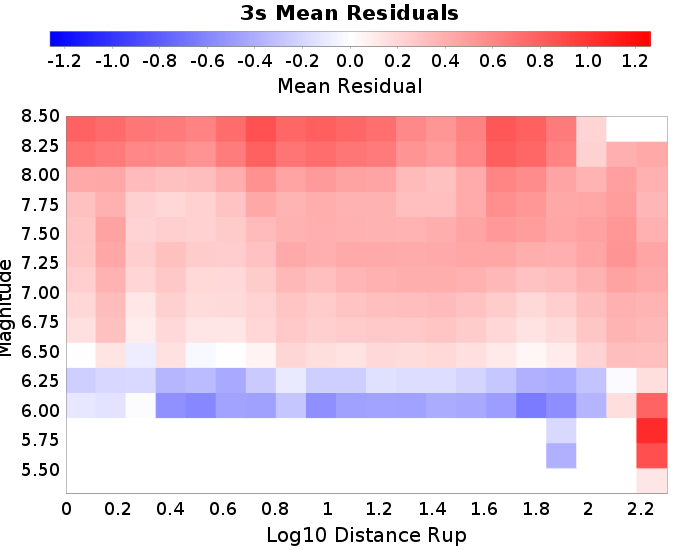 3s Mean Residuals
-1.2 -1.0 -0.8 -0.6 -0.4 -0.2 0.0 0.2 0.4 0.6 0.8 1.0 1.2
Mean Residual
8.50
8.25
8.00
7.75
7.50
7.25
7.00
6.75
6.50
6.25
6.00
5.75
5.50
Magnitude
0 0.2 0.4 0.6 0.8 1 1.2 1.4 1.6 1.8 2 2.2
Log10 Distance Rup